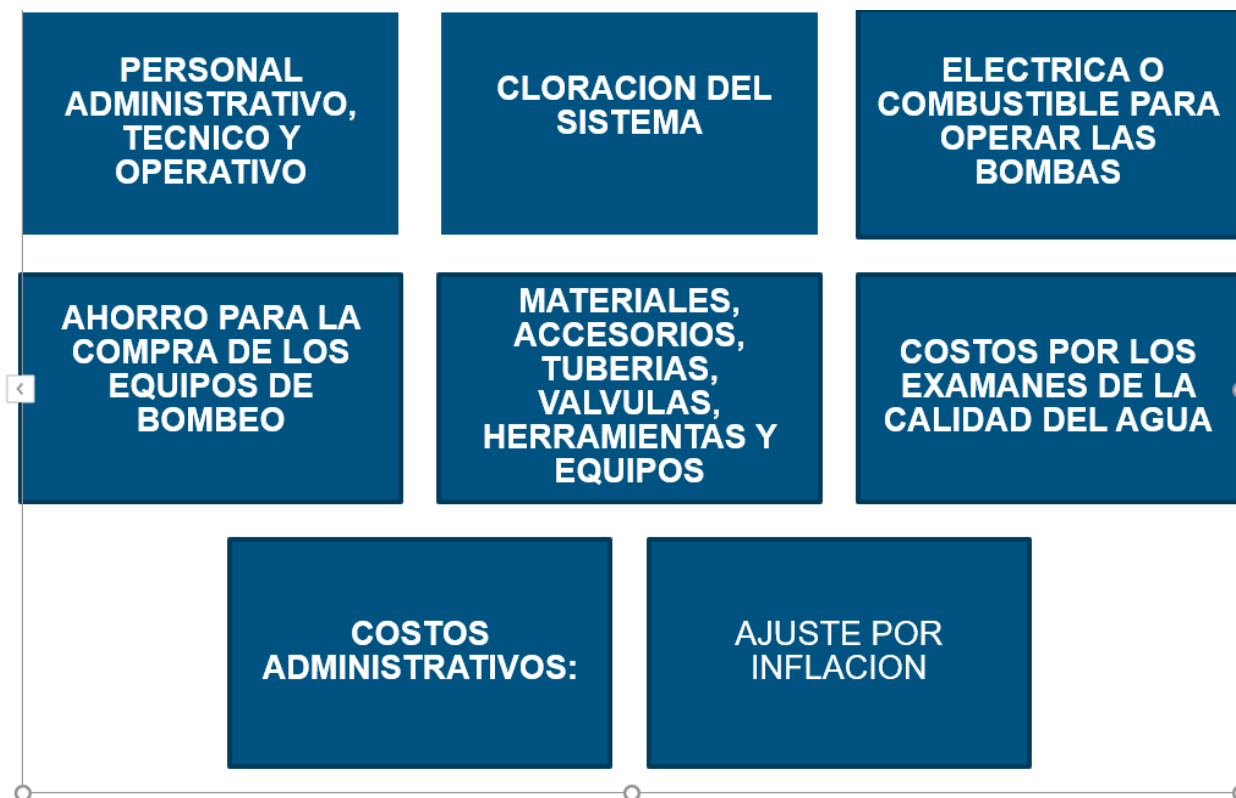 PERSONAL
ADMINISTRATIVO,
TECNICO Y
OPERATIVO
CLORACION DEL
SISTEMA
ELECTRICA O
COMBUSTIBLE PARA
OPERAR LAS
BOMBAS
AHORRO PARA LA
COMPRA DE LOS
EQUIPOS DE
BOMBEO
MATERIALES,
ACCESORIOS,
TUBERIAS,
VALVULAS,
HERRAMIENTAS Y
EQUIPOS
COSTOS POR LOS
EXAMANES DE LA
CALIDAD DEL AGUA
COSTOS
ADMINISTRATIVOS:
AJUSTE POR
INFLACION